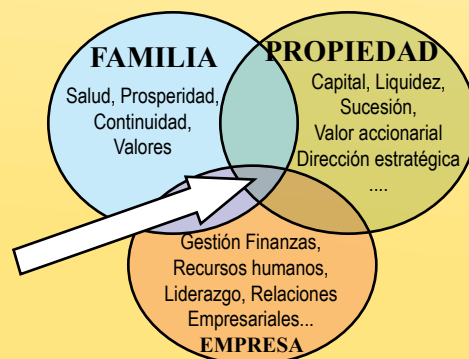 FAMILIA
Salud, Prosperidad,
Continuidad,
Valores
PROPIEDAD
Capital, Liquidez,
Sucesión,
Valor accionarial
Dirección estratégica
....
Gestión Finanzas,
Recursos humanos,
Liderazgo, Relaciones
Empresariales...
EMPRESA